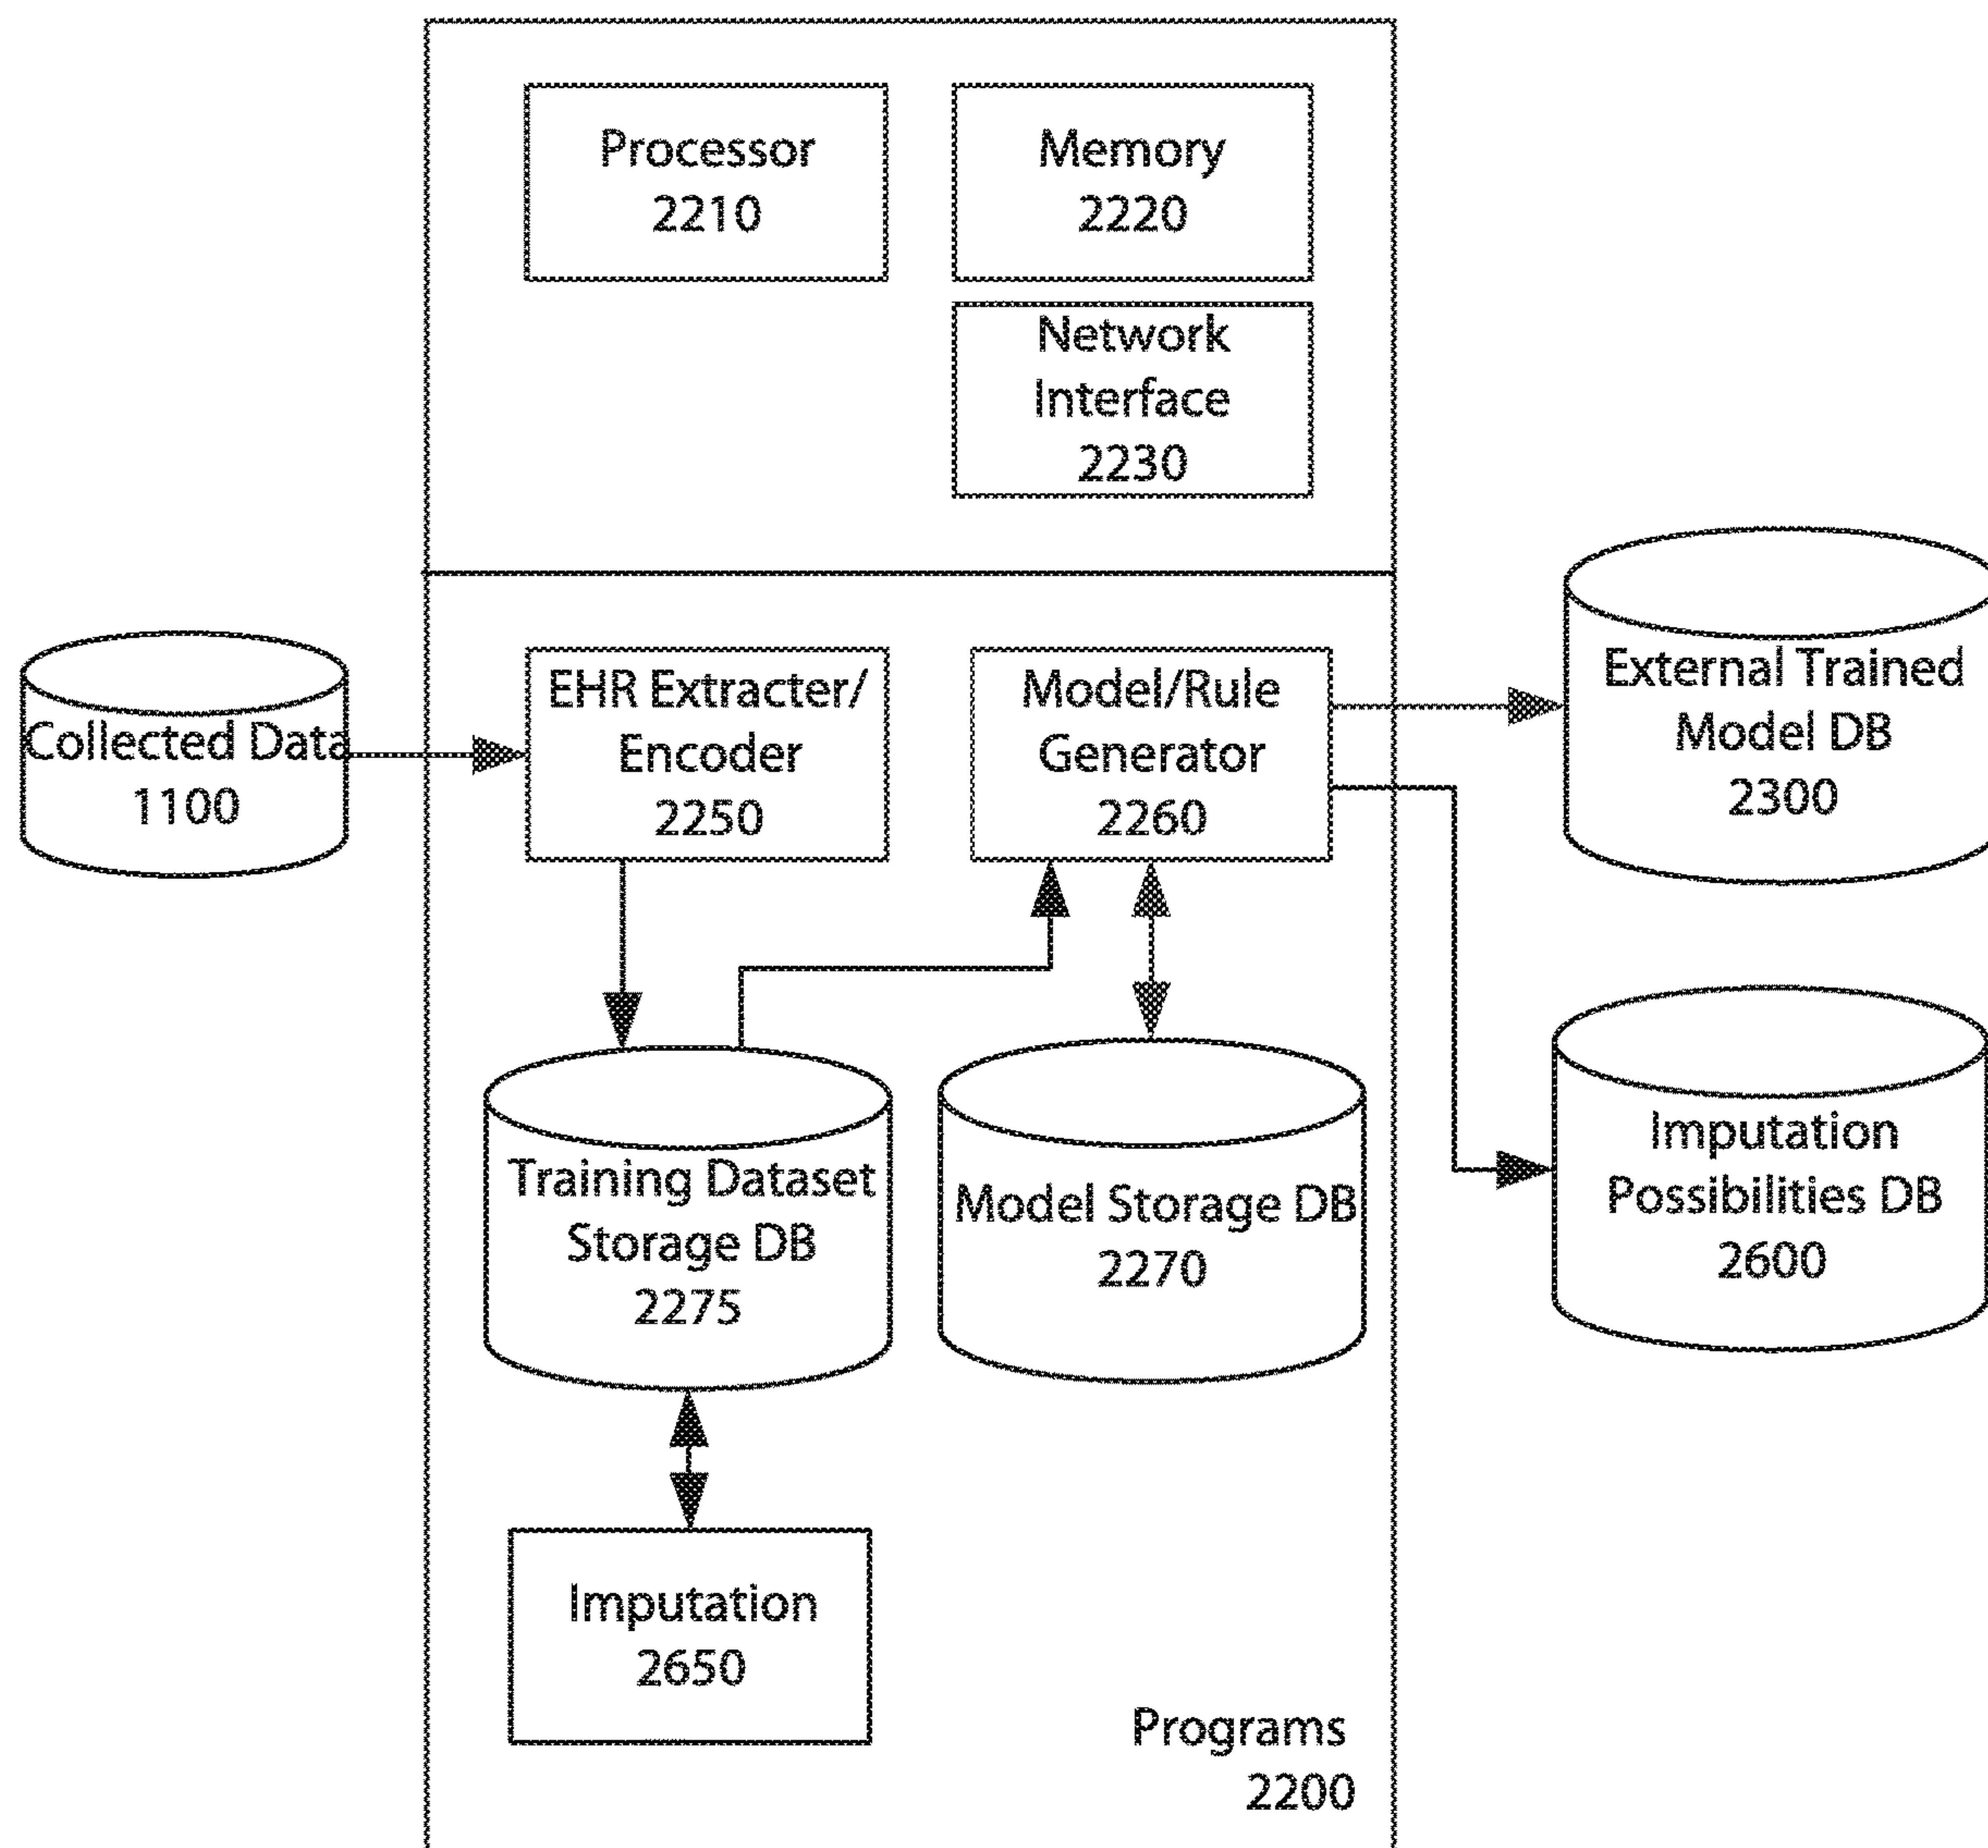 Processor
2210
Memory
2220
Network
Interface
2230
Collected Data
1100
EHR Extracter/
Encoder
2250
Model/Rule
Generator
2260
External Trained
Model DB
2300
Training Dataset
Storage DB
2275
Model Storage DB
2270
Imputation
Possibilities DB
2600
Imputation
2650
Programs
2200